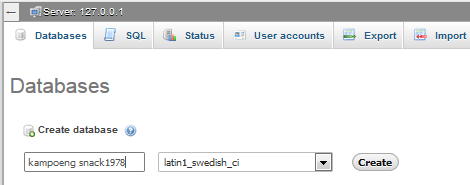 Server: 127.0.0.1
Databases SQL Status User accounts Export Import
Databases
Create database
kampoeng snack1978 latin1_swedish_ci Create